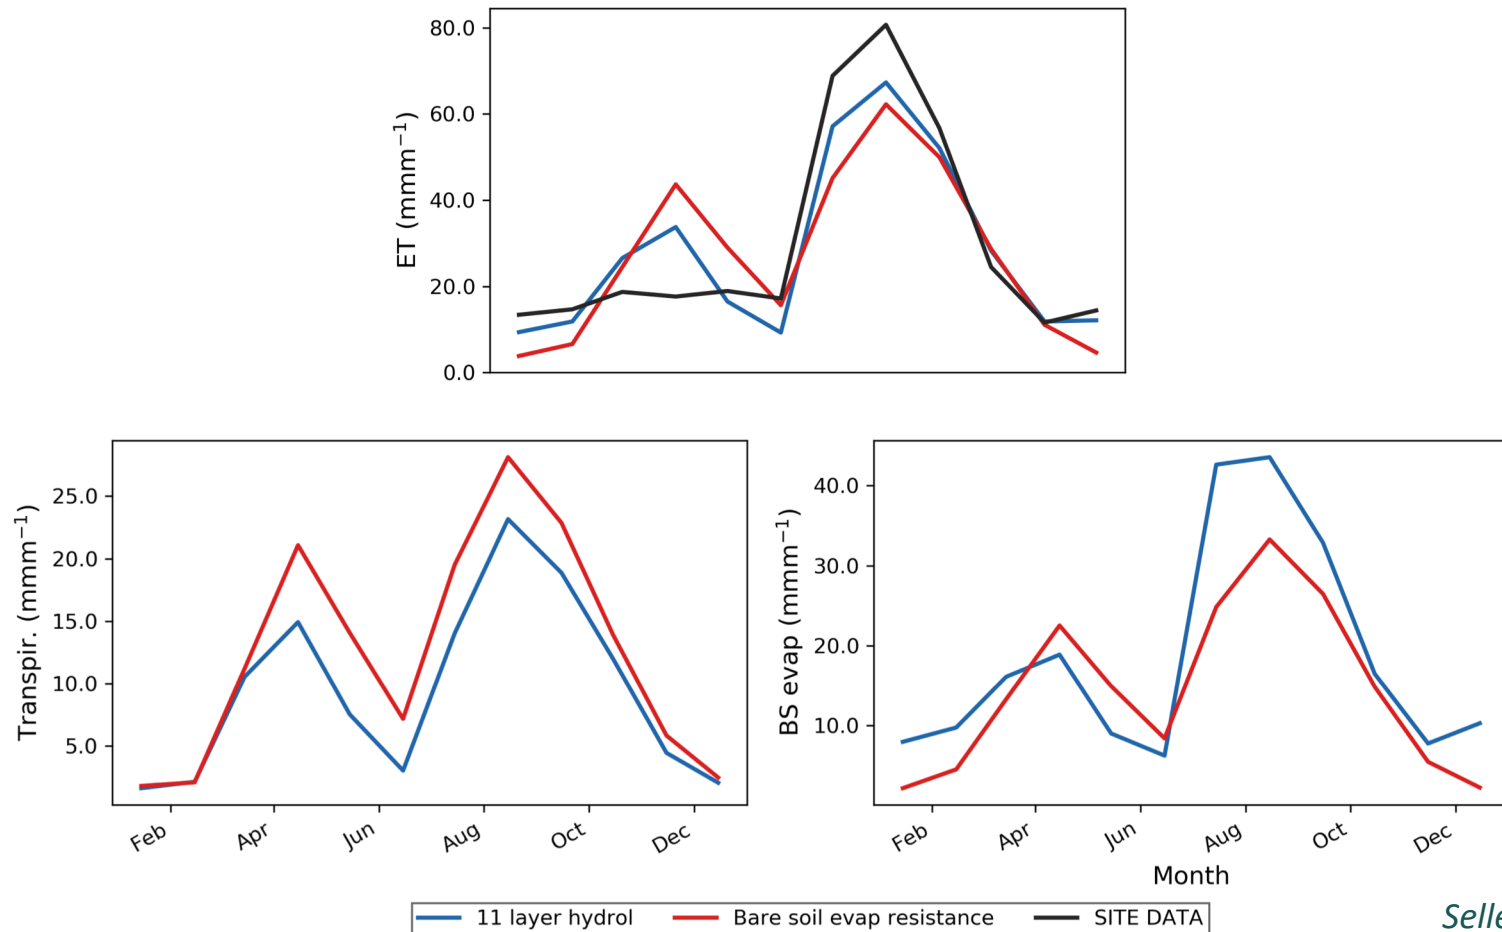 80.0
60.0
40.0
20.0
0.0
ET (mmm⁻¹)
25.0
20.0
15.0
10.0
5.0
Transpir. (mmm⁻¹)
Feb
Apr
Jun
Aug
Oct
Dec
40.0
30.0
20.0
10.0
BS evap (mmm⁻¹)
Feb
Apr
Jun
Aug
Oct
Dec
Month
11 layer hydrol
Bare soil evap resistance
SITE DATA